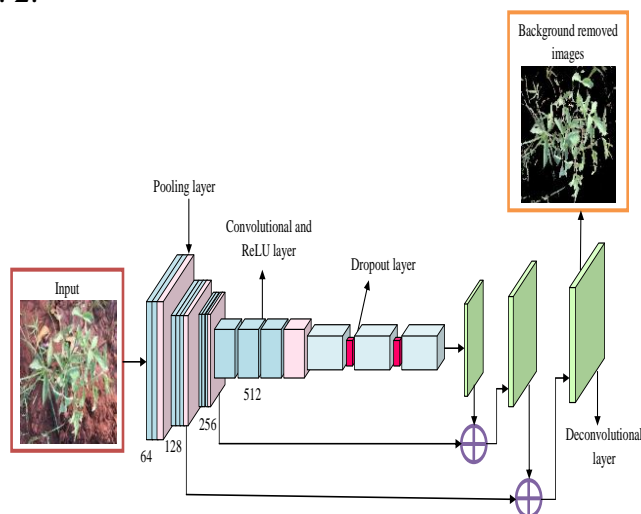 Background removed
images
Pooling layer
Convolutional and
ReLU layer
Dropout layer
Input
512
256
128
64
Deconvolutional
layer